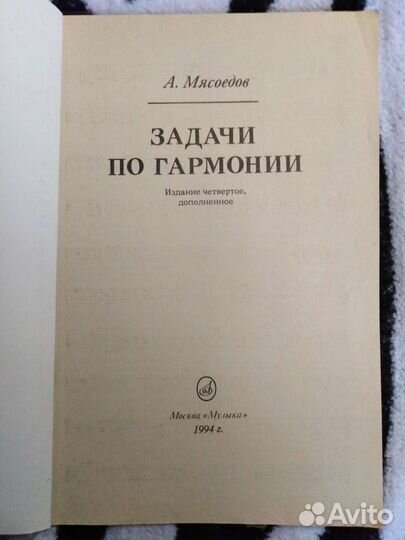 А. Мясоедов
ЗАДАЧИ
ПО ГАРМОНИИ
Издание четвертое,
дополненное
Москва «Музыка»
1994 г.
Avito